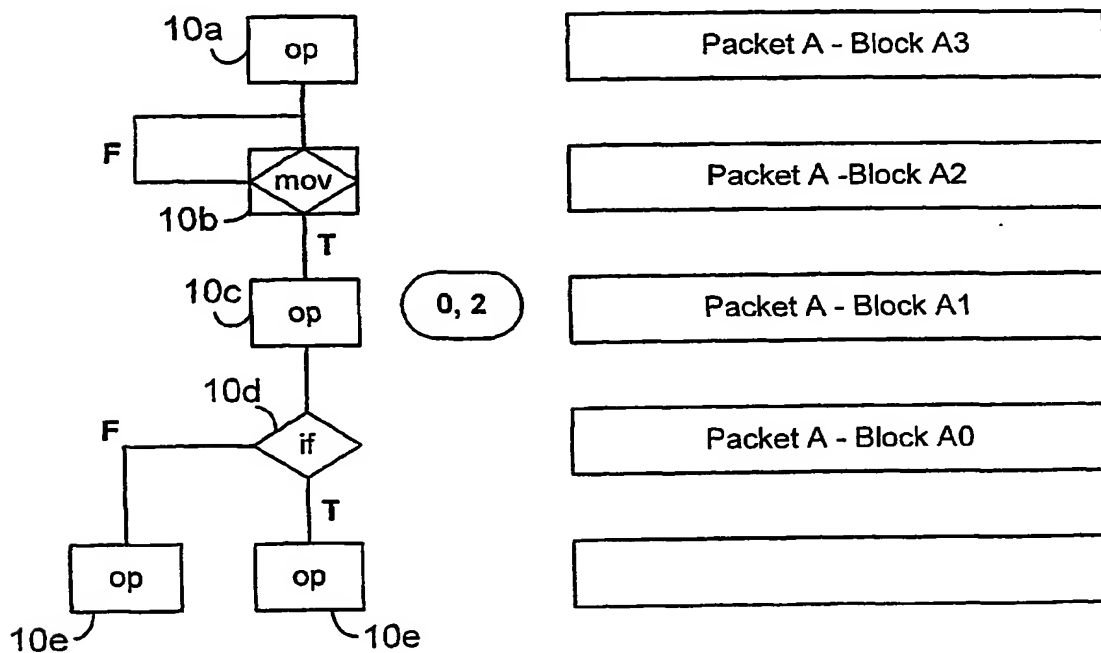 10a
op
Packet A - Block A3
F
mov
Packet A -Block A2
10b
T
10c
op
0, 2
Packet A - Block A1
10d
F
if
Packet A - Block A0
T
op
op
10e
10e